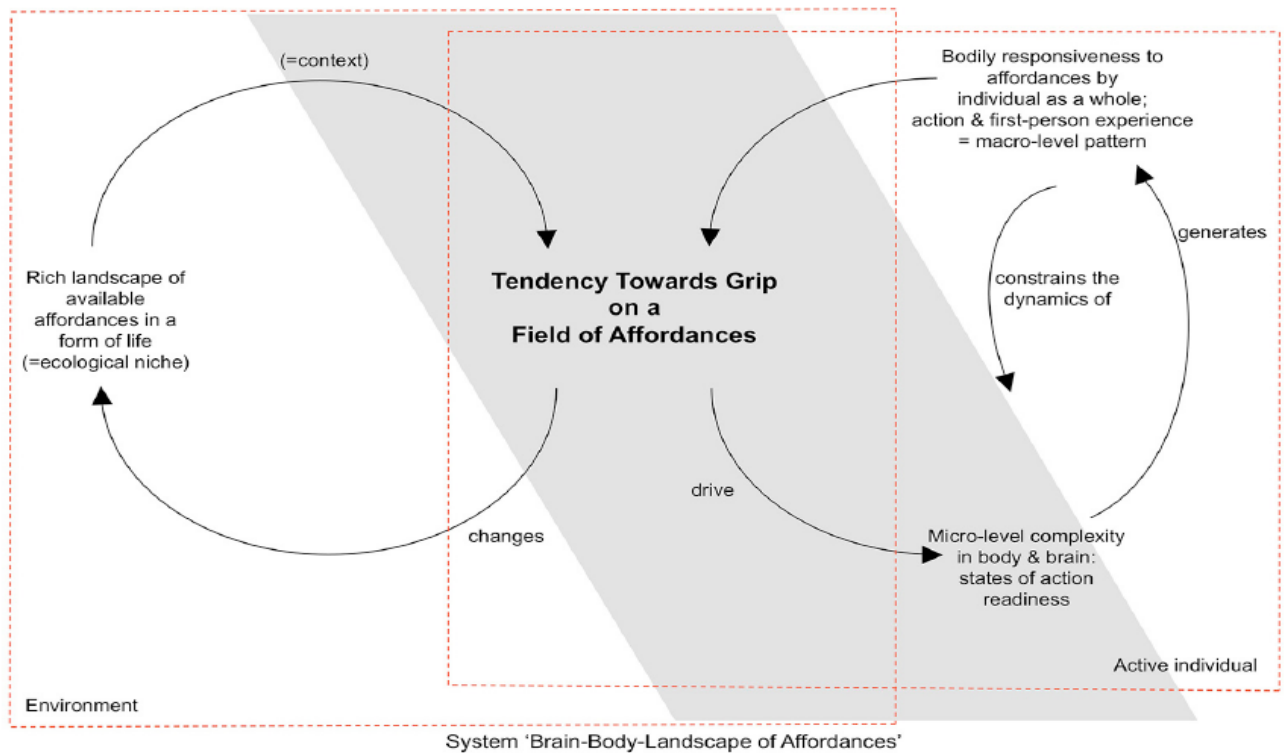 (=context)
Bodily responsiveness to
affordances by
individual as a whole;
action & first-person experience
= macro-level pattern
generates
constrains the
dynamics of
Rich landscape of
available
affordances in a
form of life
(=ecological niche)
Tendency Towards Grip
on a
Field of Affordances
drive
changes
Micro-level complexity
in body & brain:
states of action
readiness
Active individual
Environment
System 'Brain-Body-Landscape of Affordances'